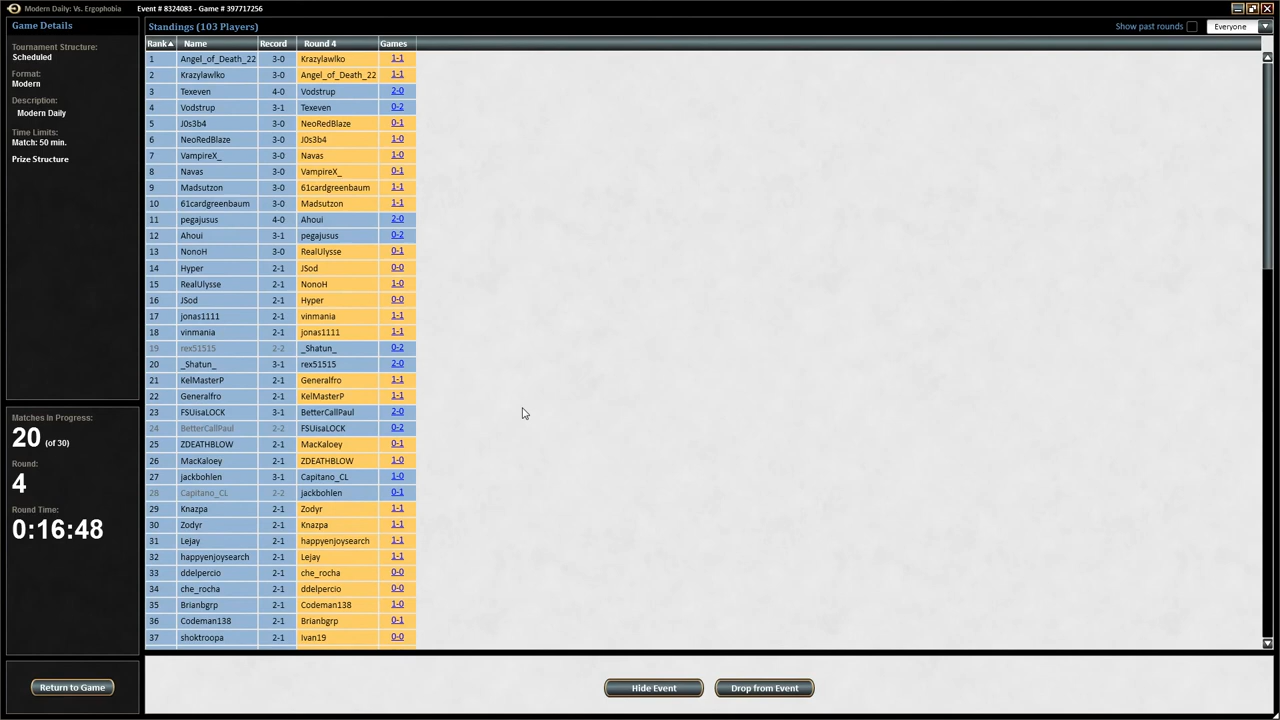 Modern Daily: Vs. Ergophobia Event # 8324083 - Game # 397717256
Game Details
Tournament Structure:
Scheduled
Format:
Modern
Description:
Modern Daily
Time Limits:
Match: 50 min.
Prize Structure
Matches In Progress:
20 (of 30)
Round:
4
Round Time:
0:16:48
Return to Game
Standings (103 Players) Show past rounds Everyone
Rank Name Record Round 4 Games
1 Angel_of_Death_22 3-0 Krazylawlko 1-1
2 Krazylawlko 3-0 Angel_of_Death_22 1-1
3 Texeven 4-0 Vodstrup 2-0
4 Vodstrup 3-1 Texeven 0-2
5 J0s3b4 3-0 NeoRedBlaze 0-1
6 NeoRedBlaze 3-0 J0s3b4 1-0
7 VampireX_ 3-0 Navas 1-0
8 Navas 3-0 VampireX_ 0-1
9 Madsutzon 3-0 61cardgreenbaum 1-1
10 61cardgreenbaum 3-0 Madsutzon 1-1
11 pegajusus 4-0 Ahoui 2-0
12 Ahoui 3-1 pegajusus 0-2
13 NonoH 3-0 RealUlysse 0-1
14 Hyper 2-1 JSod 0-0
15 RealUlysse 2-1 NonoH 1-0
16 JSod 2-1 Hyper 0-0
17 jonas1111 2-1 vinmania 1-1
18 vinmania 2-1 jonas1111 1-1
19 rex51515 2-2 _Shatun_ 0-2
20 _Shatun_ 3-1 rex51515 2-0
21 KelMasterP 2-1 Generalfro 1-1
22 Generalfro 2-1 KelMasterP 1-1
23 FSUisaLOCK 3-1 BetterCallPaul 2-0
24 BetterCallPaul 2-2 FSUisaLOCK 0-2
25 ZDEATHBLOW 2-1 MacKaloey 0-1
26 MacKaloey 2-1 ZDEATHBLOW 1-0
27 jackbohlen 3-1 Capitano_CL 1-0
28 Capitano_CL 2-2 jackbohlen 0-1
29 Knazpa 2-1 Zodyr 1-1
30 Zodyr 2-1 Knazpa 1-1
31 Lejay 2-1 happyenjoysearch 1-1
32 happyenjoysearch 2-1 Lejay 1-1
33 ddelpercio 2-1 che_rocha 0-0
34 che_rocha 2-1 ddelpercio 0-0
35 Brianbgrp 2-1 Codeman138 1-0
36 Codeman138 2-1 Brianbgrp 0-1
37 shoktroopa 2-1 Ivan19 0-0
Hide Event Drop from Event